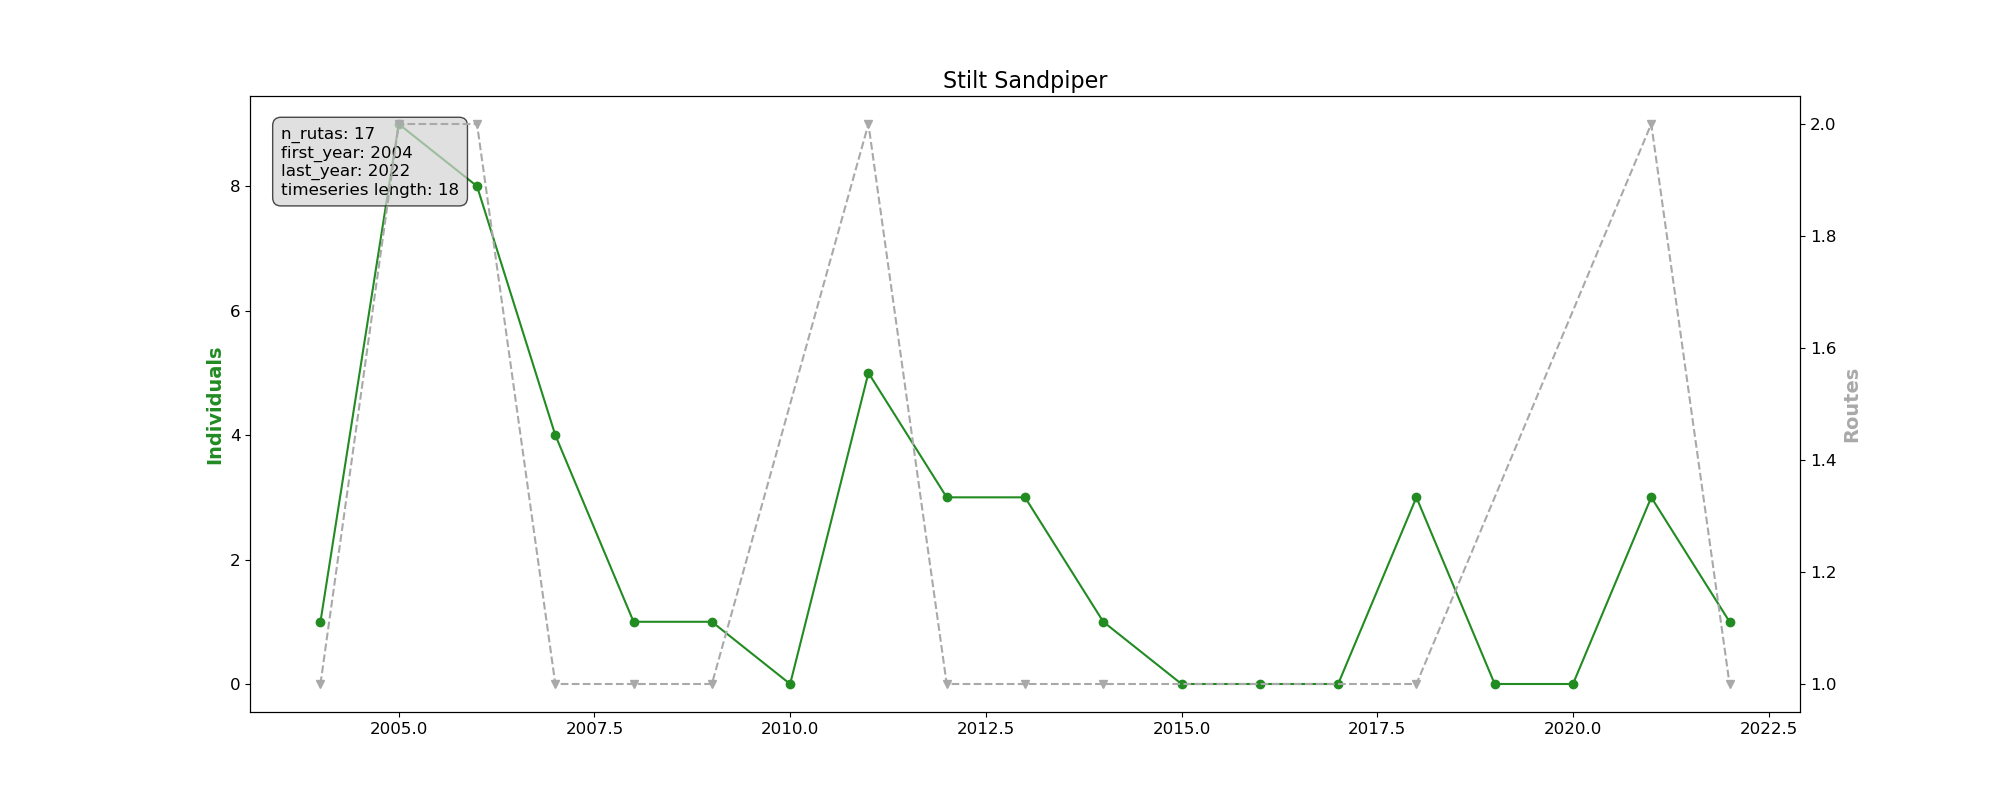 Stilt Sandpiper
n_rutas: 17
first_year: 2004
last_year: 2022
timeseries length: 18
8
6
4
2
0
Individuals
2.0
1.8
1.6
1.4
1.2
1.0
Routes
2005.0 2007.5 2010.0 2012.5 2015.0 2017.5 2020.0 2022.5